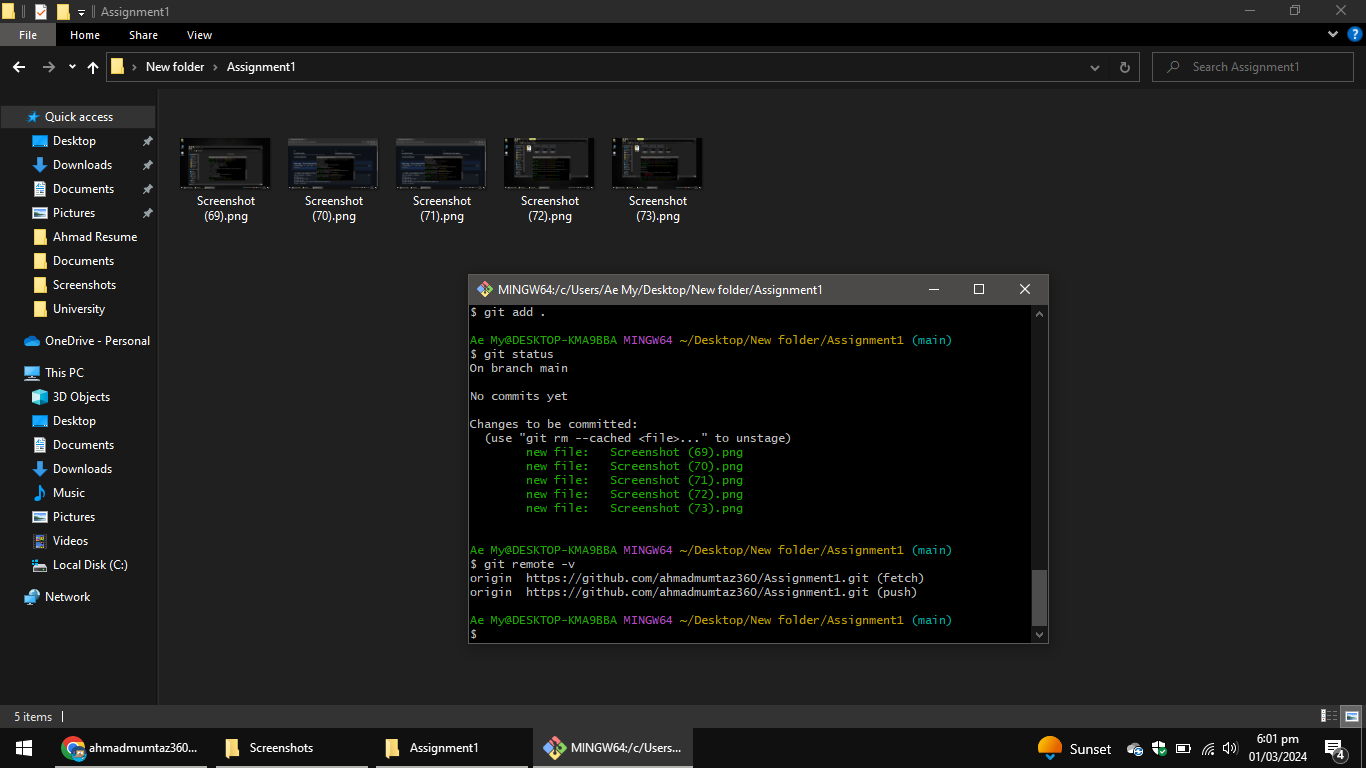 Assignment1
File Home Share View
New folder Assignment1
Search Assignment1
Quick access
Desktop
Downloads
Documents
Pictures
Ahmad Resume
Documents
Screenshots
University
OneDrive - Personal
This PC
3D Objects
Desktop
Documents
Downloads
Music
Pictures
Videos
Local Disk (C:)
Network
Screenshot
(69).png
Screenshot
(70).png
Screenshot
(71).png
Screenshot
(72).png
Screenshot
(73).png
MINGW64:/c/Users/Ae My/Desktop/New folder/Assignment1
$ git add .
Ae My@DESKTOP-KMA9BBA MINGW64 ~/Desktop/New folder/Assignment1 (main)
$ git status
On branch main
No commits yet
Changes to be committed:
(use "git rm --cached <file>..." to unstage)
new file: Screenshot (69).png
new file: Screenshot (70).png
new file: Screenshot (71).png
new file: Screenshot (72).png
new file: Screenshot (73).png
Ae My@DESKTOP-KMA9BBA MINGW64 ~/Desktop/New folder/Assignment1 (main)
$ git remote -v
origin https://github.com/ahmadmumtaz360/Assignment1.git (fetch)
origin https://github.com/ahmadmumtaz360/Assignment1.git (push)
Ae My@DESKTOP-KMA9BBA MINGW64 ~/Desktop/New folder/Assignment1 (main)
$
5 items
ahmadmumtaz360... Screenshots Assignment1 MINGW64:/c/Users... Sunset
6:01 pm
01/03/2024
4